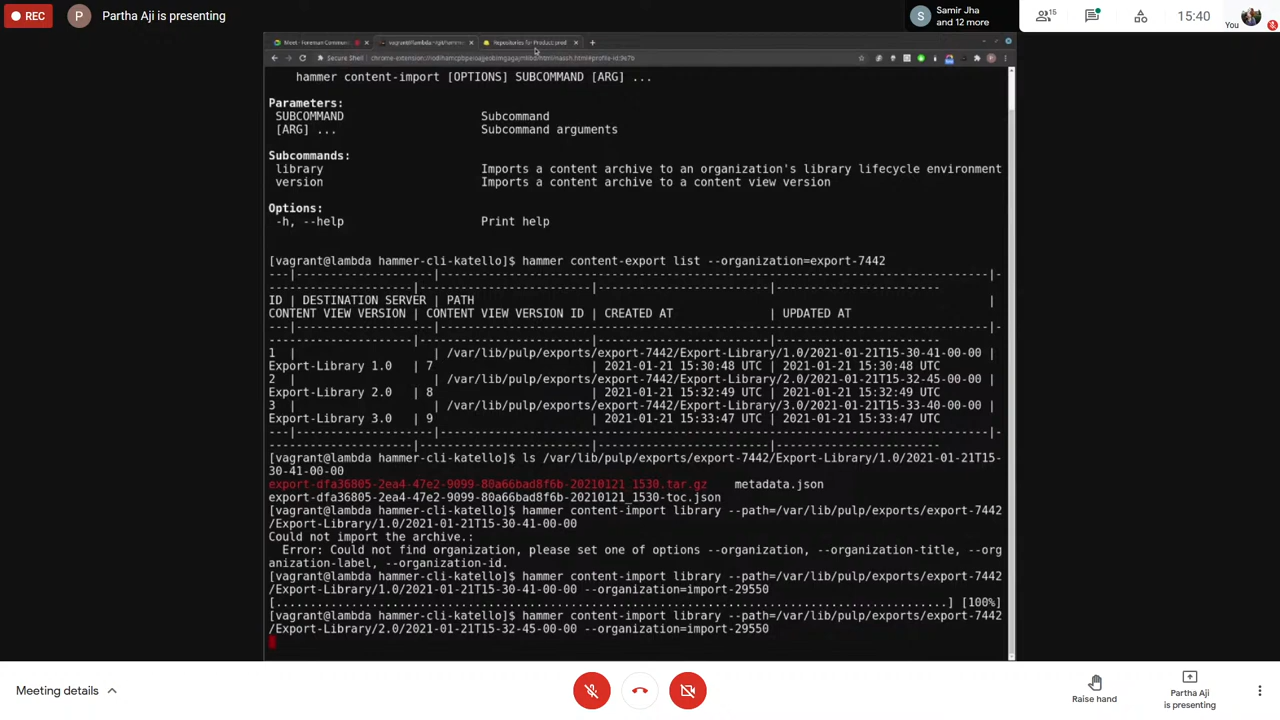 REC
P
Partha Aji is presenting
S
Samir Jha
and 12 more
15
15:40
You
Meet - Foreman Commun
vagrant@lambda:~/git/hamme
Repositories for Product:prod
Secure Shell
hammer content-import [OPTIONS] SUBCOMMAND [ARG] ...
Parameters:
SUBCOMMAND Subcommand
[ARG] ... Subcommand arguments
Subcommands:
library Imports a content archive to an organization's library lifecycle environment
version Imports a content archive to a content view version
Options:
-h, --help Print help
[vagrant@lambda hammer-cli-katello]$ hammer content-export list --organization=export-7442
---|--------------------|----------------------------------------------------------------------------------|-
-------------------|-------------------------|-------------------------|------------------------
ID | DESTINATION SERVER | PATH |
CONTENT VIEW VERSION | CONTENT VIEW VERSION ID | CREATED AT | UPDATED AT
---|--------------------|----------------------------------------------------------------------------------|-
-------------------|-------------------------|-------------------------|------------------------
1 | | /var/lib/pulp/exports/export-7442/Export-Library/1.0/2021-01-21T15-30-41-00-00 |
Export-Library 1.0 | 7 | 2021-01-21 15:30:48 UTC | 2021-01-21 15:30:48 UTC
2 | | /var/lib/pulp/exports/export-7442/Export-Library/2.0/2021-01-21T15-32-45-00-00 |
Export-Library 2.0 | 8 | 2021-01-21 15:32:49 UTC | 2021-01-21 15:32:49 UTC
3 | | /var/lib/pulp/exports/export-7442/Export-Library/3.0/2021-01-21T15-33-40-00-00 |
Export-Library 3.0 | 9 | 2021-01-21 15:33:47 UTC | 2021-01-21 15:33:47 UTC
---|--------------------|----------------------------------------------------------------------------------|-
-------------------|-------------------------|-------------------------|------------------------
[vagrant@lambda hammer-cli-katello]$ ls /var/lib/pulp/exports/export-7442/Export-Library/1.0/2021-01-21T15-
30-41-00-00
export-dfa36805-2ea4-47e2-9099-80a66bad8f6b-20210121_1530.tar.gz metadata.json
export-dfa36805-2ea4-47e2-9099-80a66bad8f6b-20210121_1530-toc.json
[vagrant@lambda hammer-cli-katello]$ hammer content-import library --path=/var/lib/pulp/exports/export-7442
/Export-Library/1.0/2021-01-21T15-30-41-00-00
Could not import the archive.:
Error: Could not find organization, please set one of options --organization, --organization-title, --org
anization-label, --organization-id.
[vagrant@lambda hammer-cli-katello]$ hammer content-import library --path=/var/lib/pulp/exports/export-7442
/Export-Library/1.0/2021-01-21T15-30-41-00-00 --organization=import-29550
[.......................................................................................................] [100%]
[vagrant@lambda hammer-cli-katello]$ hammer content-import library --path=/var/lib/pulp/exports/export-7442
/Export-Library/2.0/2021-01-21T15-32-45-00-00 --organization=import-29550
Meeting details
Raise hand
Partha Aji
is presenting